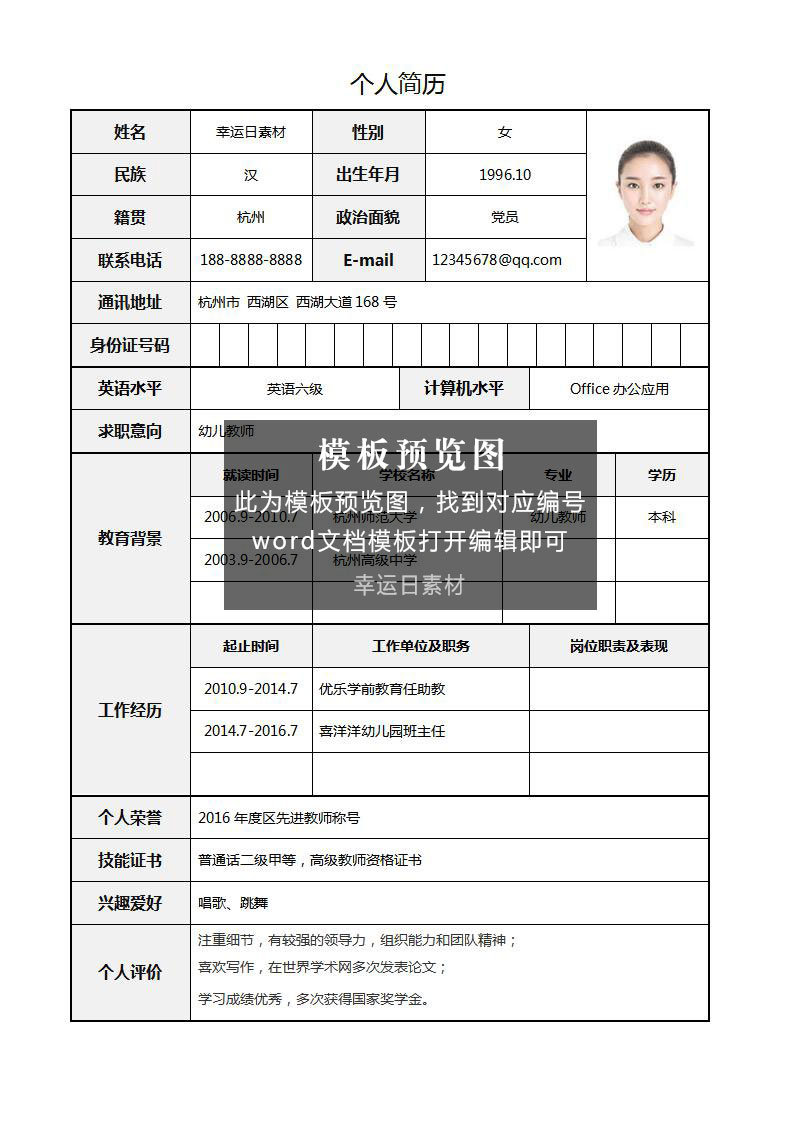 个人简历
姓名 幸运日素材 性别 女
民族 汉 出生年月 1996.10
籍贯 杭州 政治面貌 党员
联系电话 188-8888-8888 E-mail 12345678@qq.com
通讯地址 杭州市 西湖区 西湖大道168号
身份证号码
英语水平 英语六级 计算机水平 Office办公应用
求职意向 幼儿教师
模板预览图
教育背景 就读时间 学校名称 专业 学历
此为模板预览图，找到对应编号
2006.9-2010.7 杭州师范大学 幼儿教师 本科
word文档模板打开编辑即可
2003.9-2006.7 杭州高级中学
幸运日素材
工作经历 起止时间 工作单位及职务 岗位职责及表现
2010.9-2014.7 优乐学前教育任助教
2014.7-2016.7 喜洋洋幼儿园班主任
个人荣誉 2016年度区先进教师称号
技能证书 普通话二级甲等，高级教师资格证书
兴趣爱好 唱歌、跳舞
个人评价 注重细节，有较强的领导力，组织能力和团队精神；
喜欢写作，在世界学术网多次发表论文；
学习成绩优秀，多次获得国家奖学金。